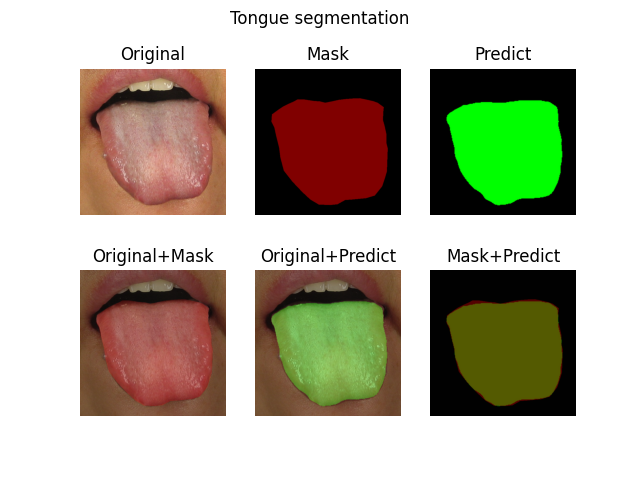 Tongue segmentation
Original
Mask
Predict
Original+Mask
Original+Predict
Mask+Predict